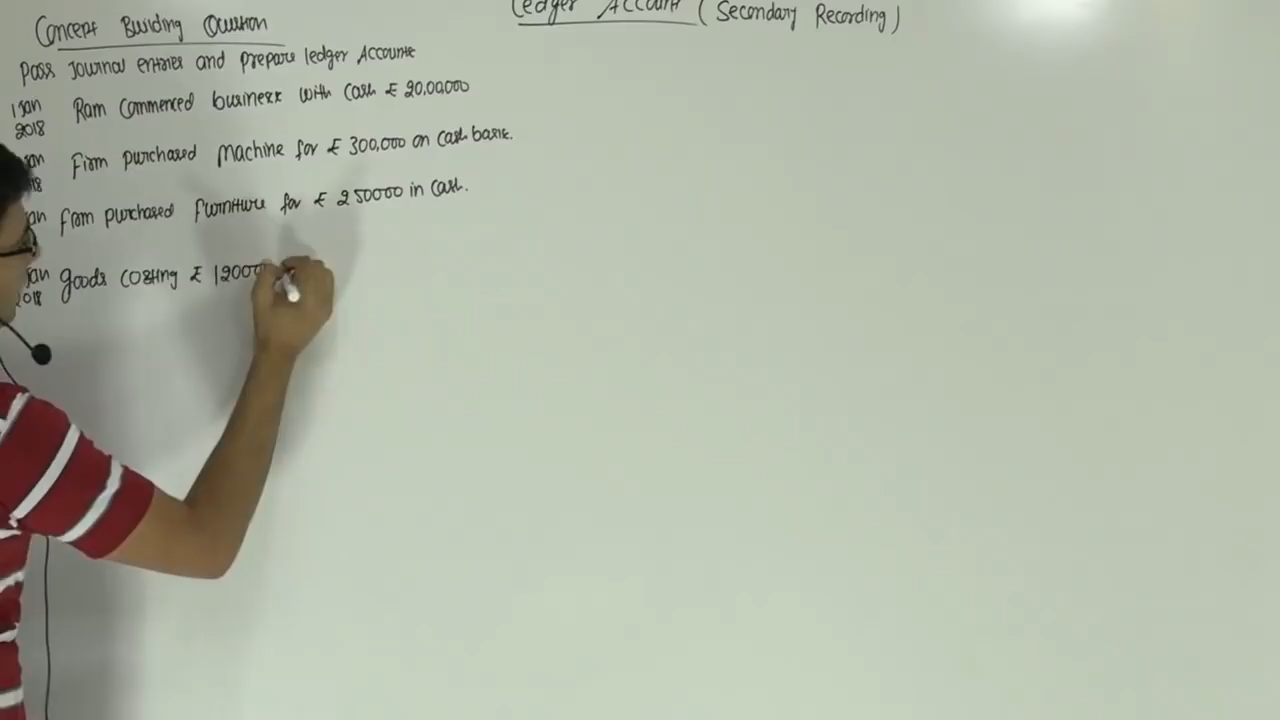 Ledger Account (Secondary Recording)
Concept Building Question
Pass Journal entries and prepare ledger Accounts
1 Jan 2018 Ram Commenced business with cash ₹ 20,00,000
Jan 18 Firm purchased Machine for ₹ 300,000 on cash basis.
Jan firm purchased furniture for ₹ 250000 in cash.
Jan 2018 goods costing ₹ 12000